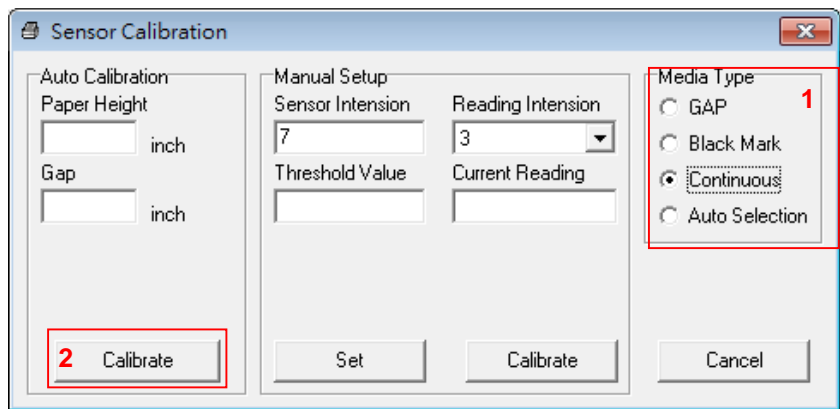 Sensor Calibration
Auto Calibration
Paper Height
inch
Gap
inch
2
Calibrate
Manual Setup
Sensor Intension
Reading Intension
7
3
Threshold Value
Current Reading
Set
Calibrate
Media Type
1
GAP
Black Mark
Continuous
Auto Selection
Cancel